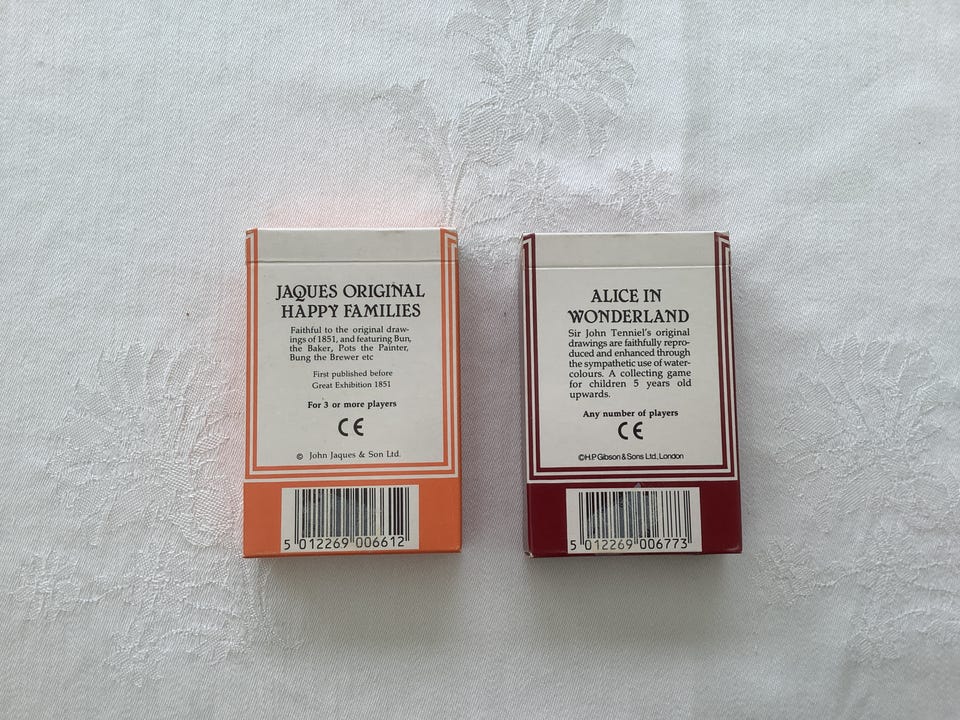 JAQUES ORIGINAL
HAPPY FAMILIES
Faithful to the original draw-
ings of 1851, and featuring Bun,
the Baker, Pots the Painter,
Bung the Brewer etc
First published before
Great Exhibition 1851
For 3 or more players
CE
© John Jaques & Son Ltd.
5 012269 006612
ALICE IN
WONDERLAND
Sir John Tenniel's original
drawings are faithfully repro-
duced and enhanced through
the sympathetic use of water-
colours. A collecting game
for children 5 years old
upwards.
Any number of players
CE
©H.P Gibson & Sons Ltd, London
5 012269 006773